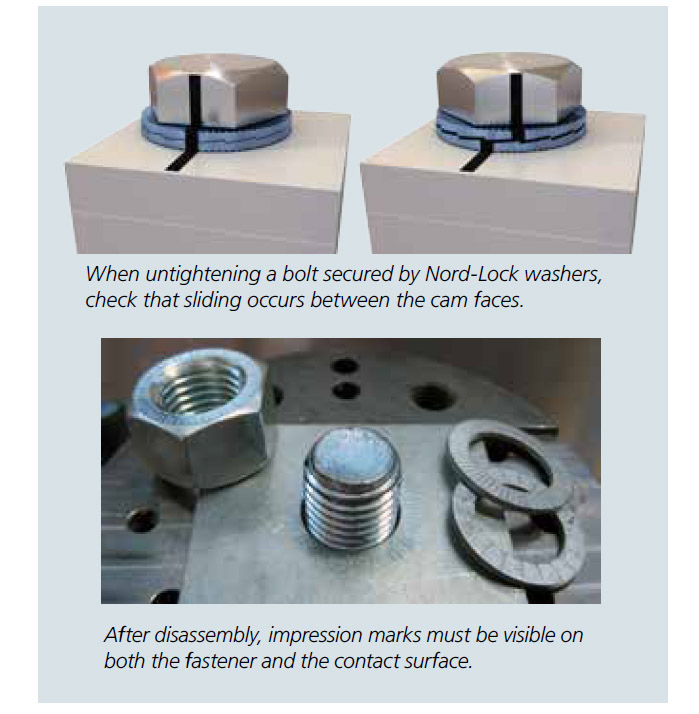 When untightening a bolt secured by Nord-Lock washers,
check that sliding occurs between the cam faces.
After disassembly, impression marks must be visible on
both the fastener and the contact surface.